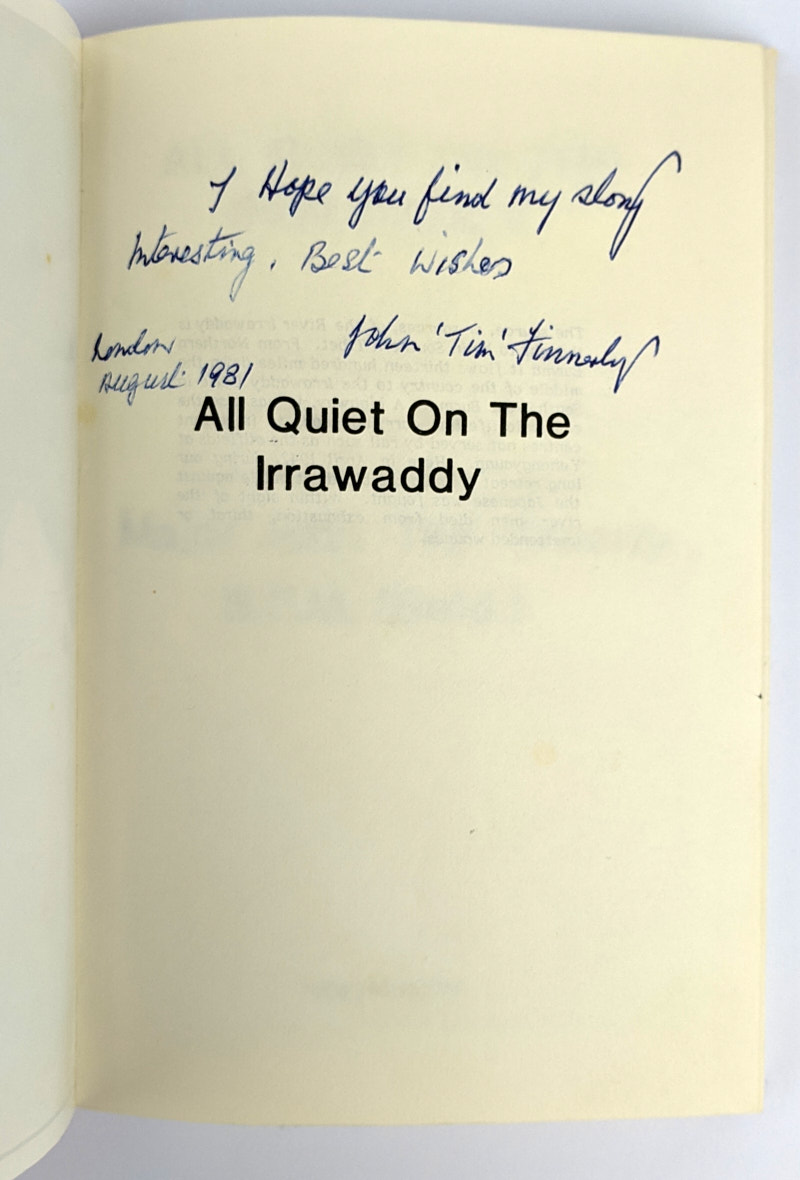 I Hope you find my story
Interesting. Best Wishes
John 'Tim' Finnerty
London
August 1981
All Quiet On The
Irrawaddy